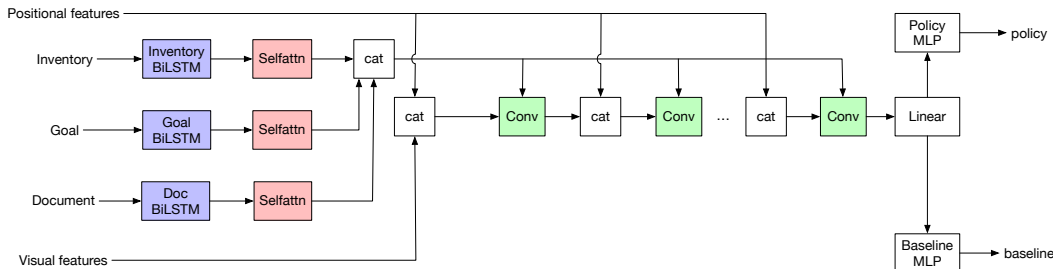 Positional features
Inventory
Inventory
BiLSTM
Selfattn
cat
Policy
MLP
policy
Goal
Goal
BiLSTM
Selfattn
cat
Conv
cat
Conv
...
cat
Conv
Linear
Document
Doc
BiLSTM
Selfattn
Visual features
Baseline
MLP
baseline